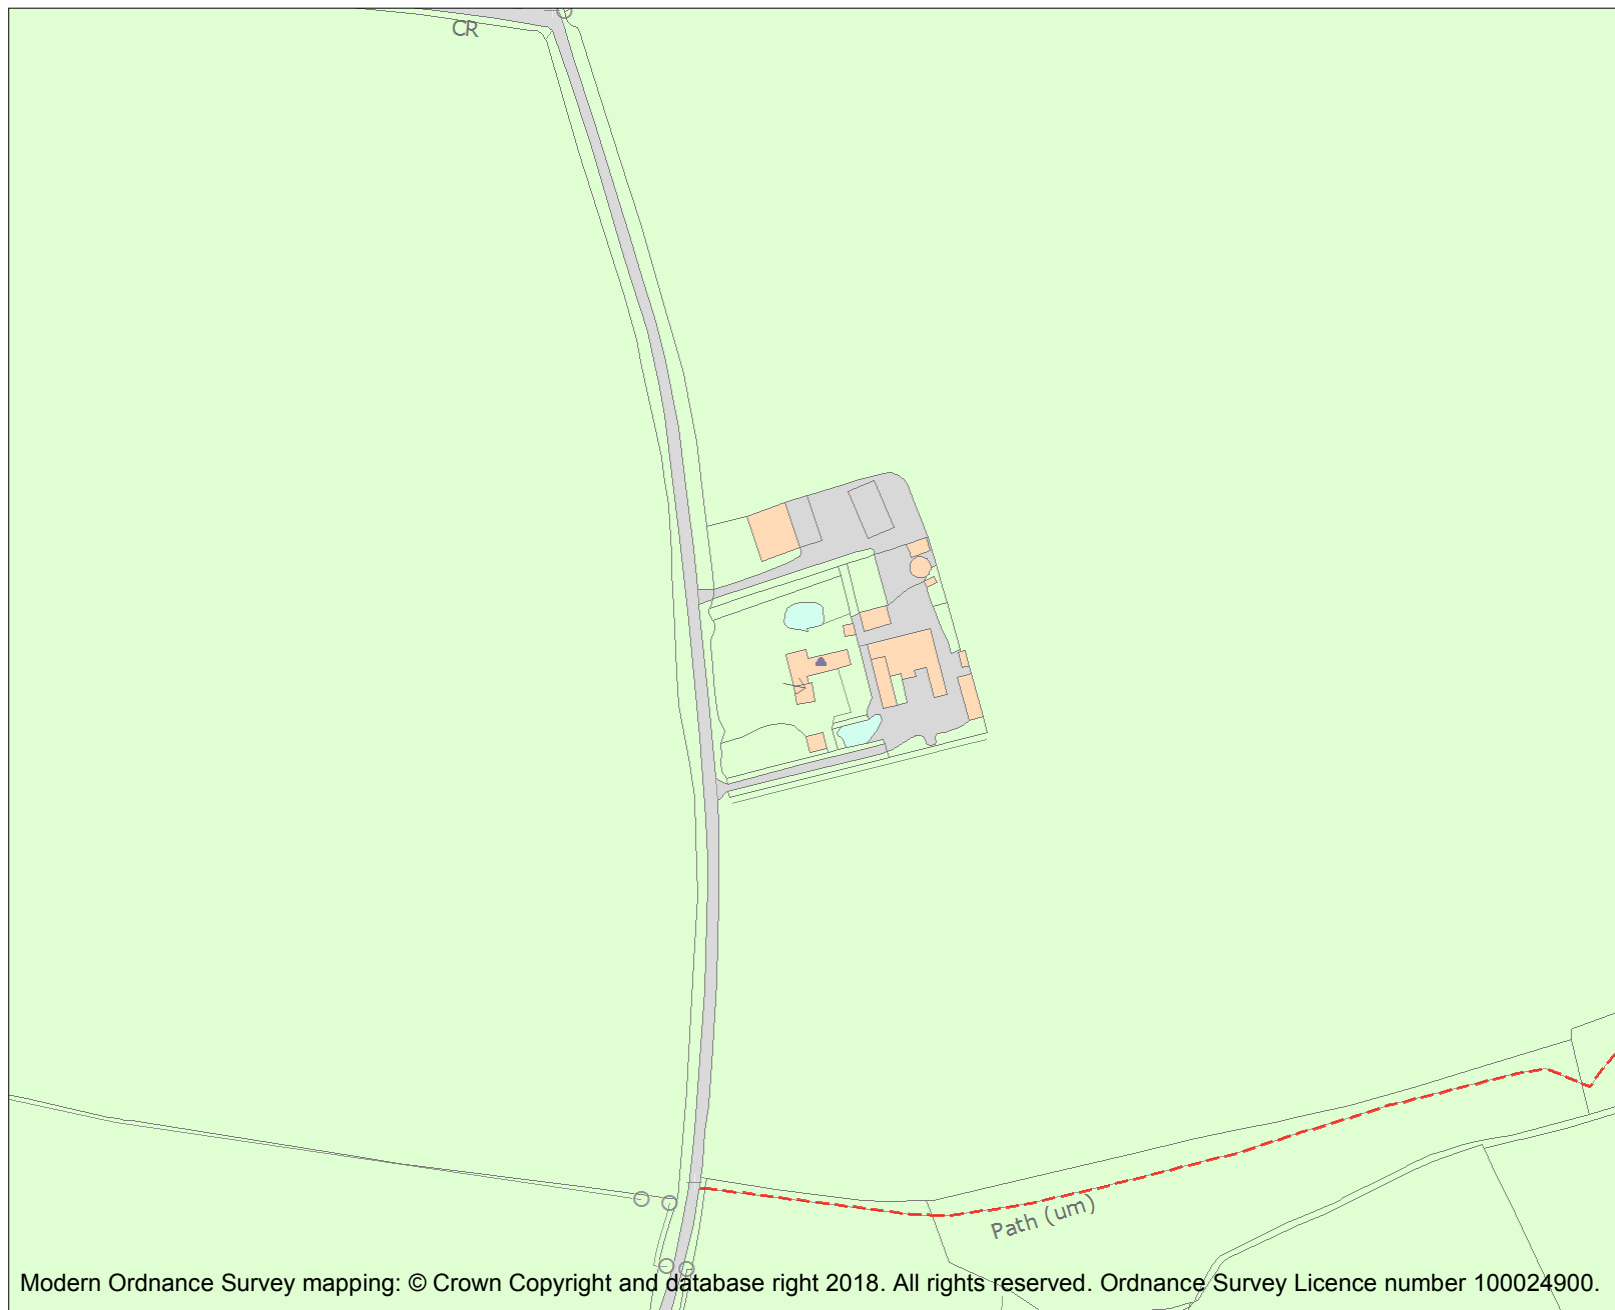 CR
Path (um)
Modern Ordnance Survey mapping: © Crown Copyright and database right 2018. All rights reserved. Ordnance Survey Licence number 100024900.